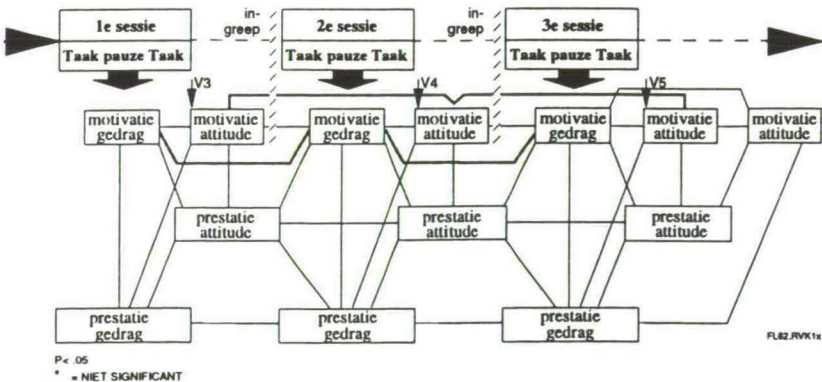 1e sessie
Taak pauze Taak
in-
greep
2e sessie
Taak pauze Taak
in-
greep
3e sessie
Taak pauze Taak
V3
V4
V5
motivatie
gedrag
motivatie
attitude
motivatie
gedrag
motivatie
attitude
motivatie
gedrag
motivatie
attitude
motivatie
attitude
prestatie
attitude
prestatie
attitude
prestatie
attitude
prestatie
gedrag
prestatie
gedrag
prestatie
gedrag
FL62.RVK1x
P< .05
* = NIET SIGNIFICANT